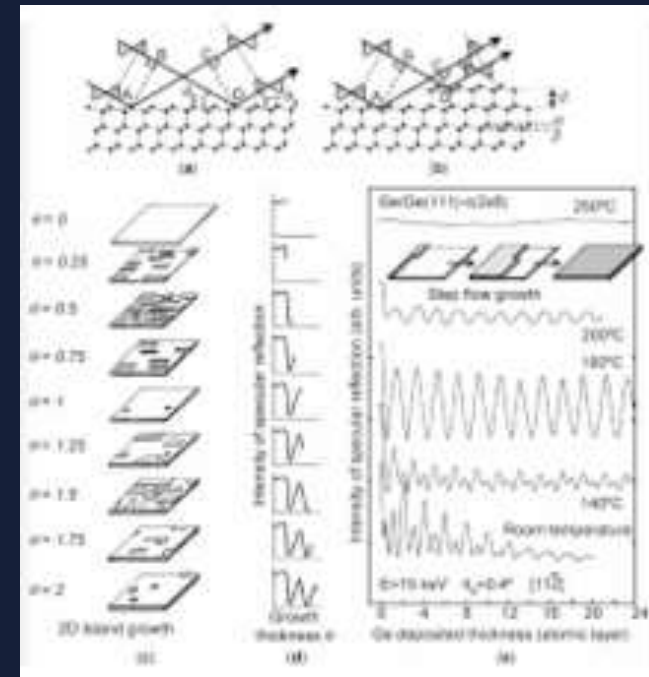 (a)
(b)
θ = 0
θ = 0.25
θ = 0.5
θ = 0.75
θ = 1
θ = 1.25
θ = 1.5
θ = 1.75
θ = 2
2D island growth
(c)
Intensity of specular reflection
Growth
thickness θ
(d)
Intensity of specular reflection (arb. units)
Ge/Ge(111)-c(2x8)
250°C
Step flow growth
200°C
180°C
140°C
Room temperature
E=15 keV
0 4 8 12 16 20 24
Ge deposited thickness (atomic layer)
(e)